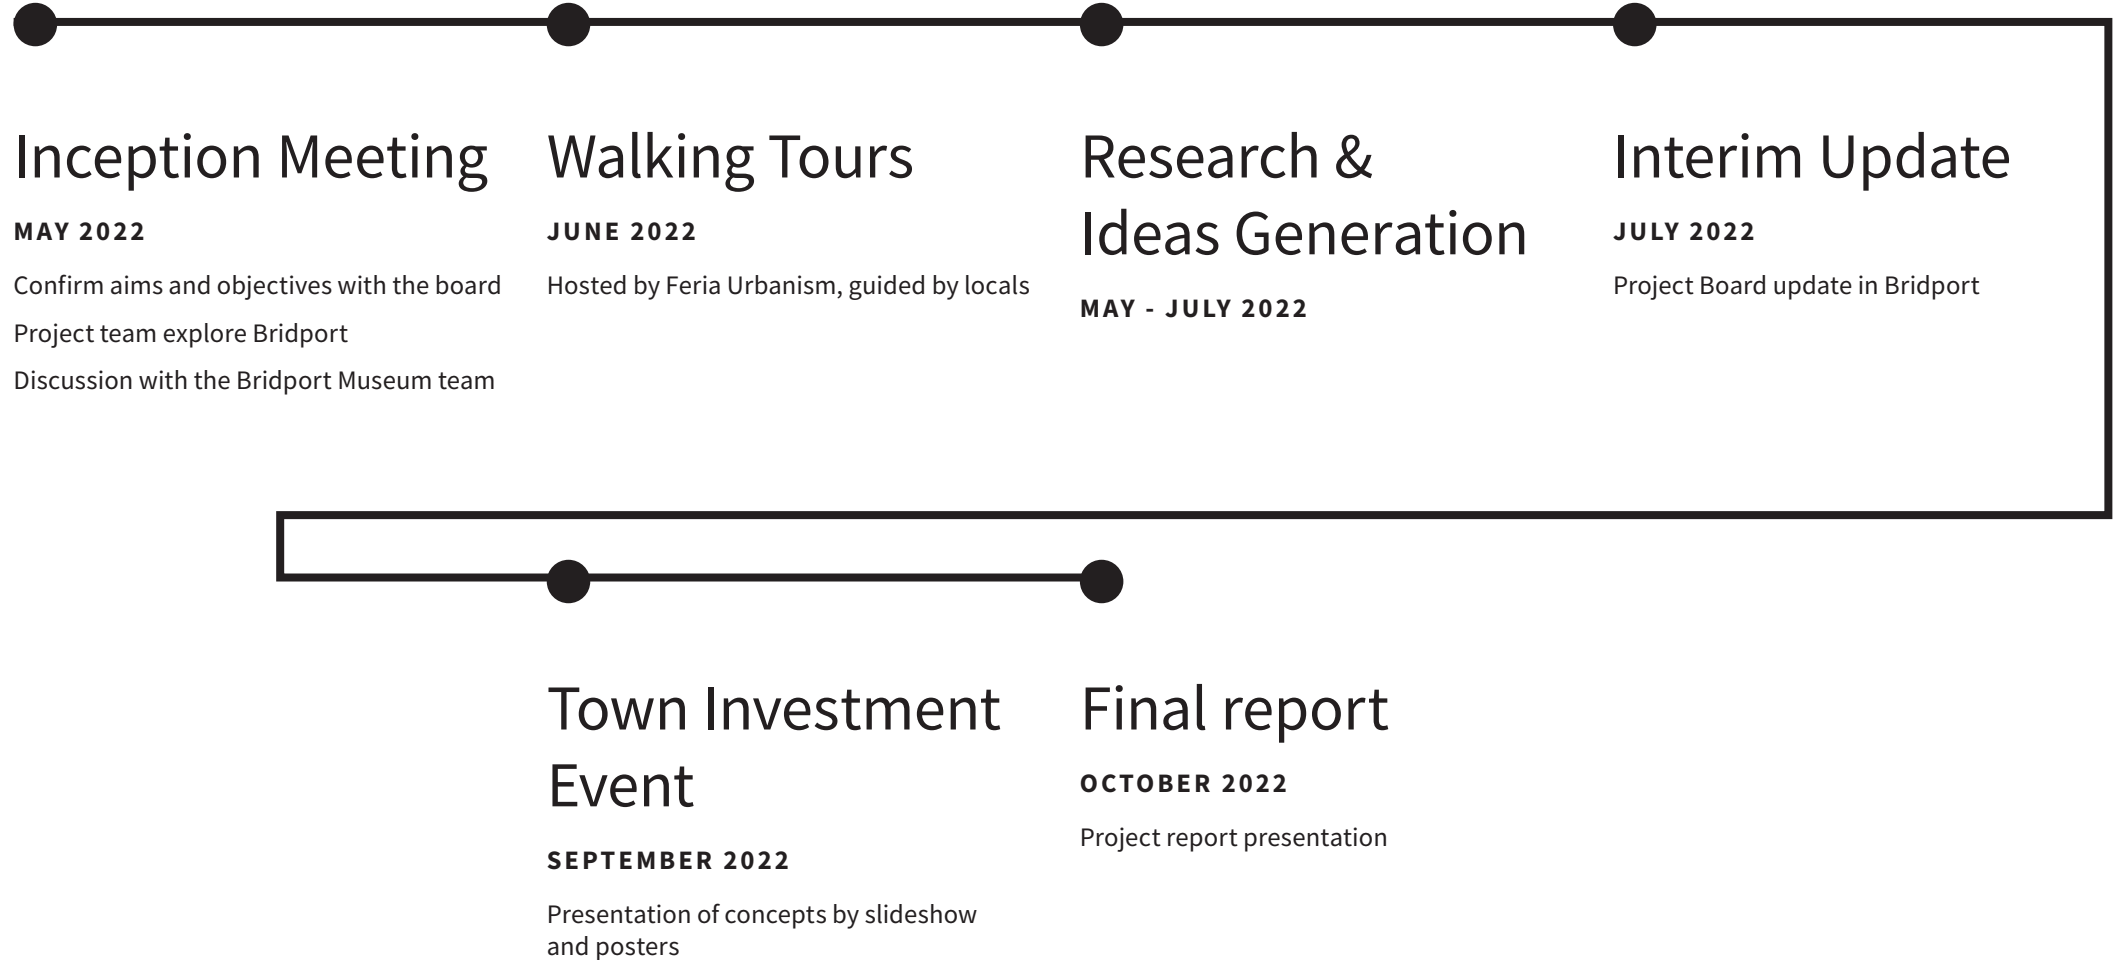 Inception Meeting
MAY 2022
Confirm aims and objectives with the board
Project team explore Bridport
Discussion with the Bridport Museum team
Walking Tours
JUNE 2022
Hosted by Feria Urbanism, guided by locals
Research &
Ideas Generation
MAY - JULY 2022
Interim Update
JULY 2022
Project Board update in Bridport
Town Investment
Event
SEPTEMBER 2022
Presentation of concepts by slideshow
and posters
Final report
OCTOBER 2022
Project report presentation